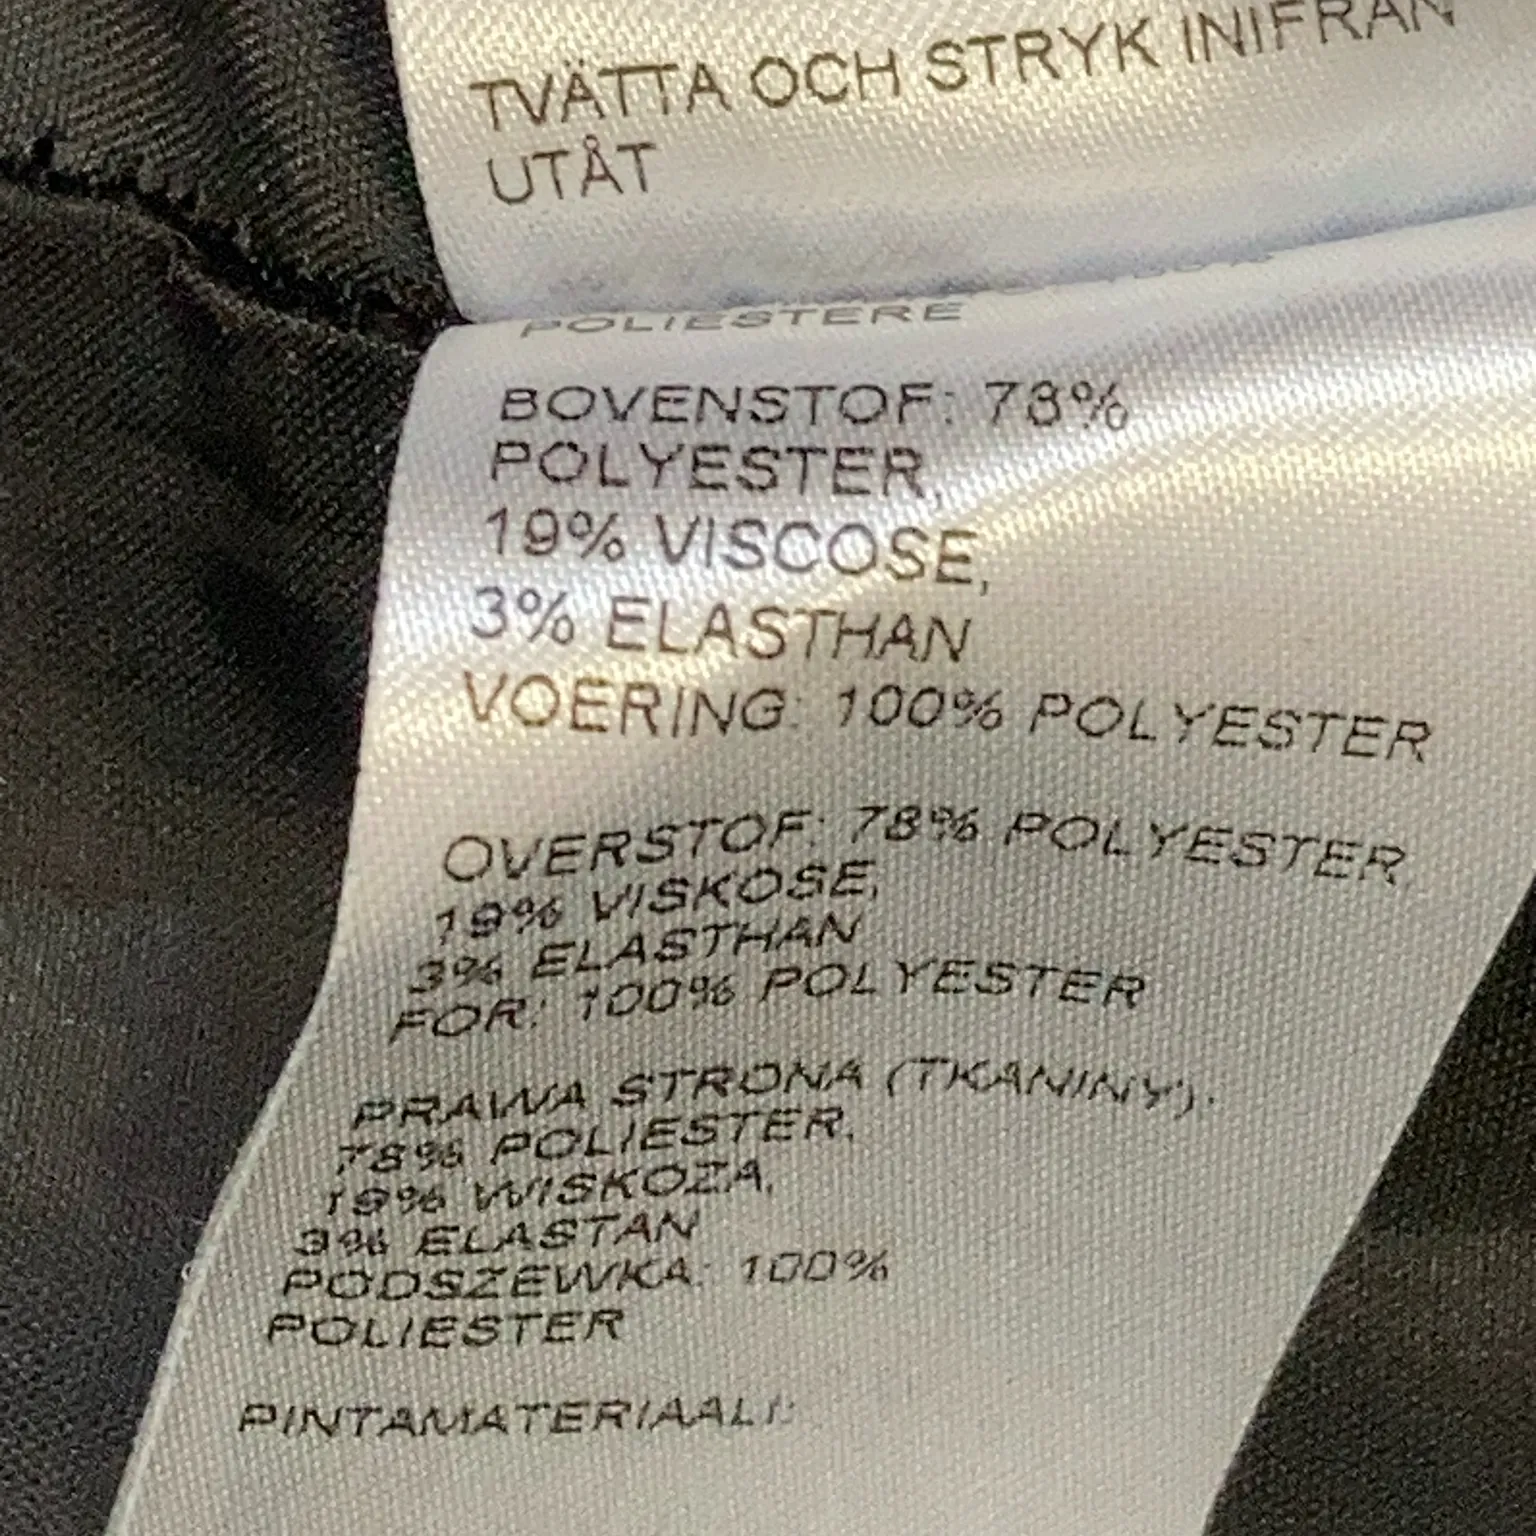 TVÄTTA OCH STRYK INIFRÅN
UTÅT
POLIESTERE
BOVENSTOF: 78%
POLYESTER,
19% VISCOSE,
3% ELASTHAN
VOERING: 100% POLYESTER
OVERSTOF: 78% POLYESTER,
19% VISKOSE,
3% ELASTHAN
FOR: 100% POLYESTER
PRAWA STRONA (TKANINY):
78% POLIESTER,
19% WISKOZA,
3% ELASTAN
PODSZEWKA: 100%
POLIESTER
PINTAMATERIAALI: